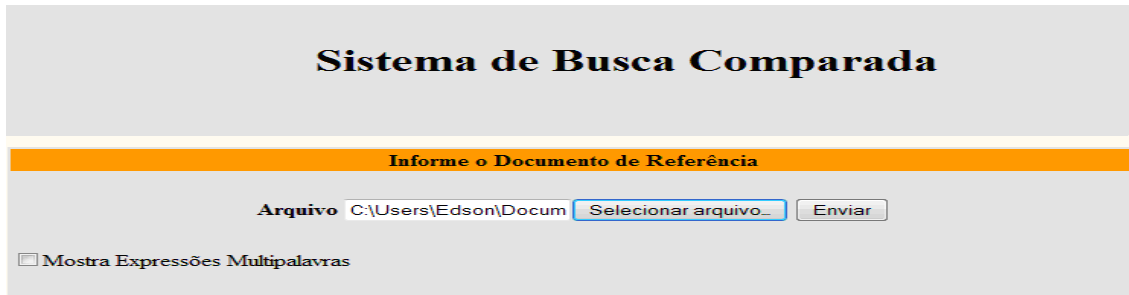 Sistema de Busca Comparada
Informe o Documento de Referência
Arquivo C:\Users\Edson\Docum Selecionar arquivo... Enviar
Mostra Expressões Multipalavras